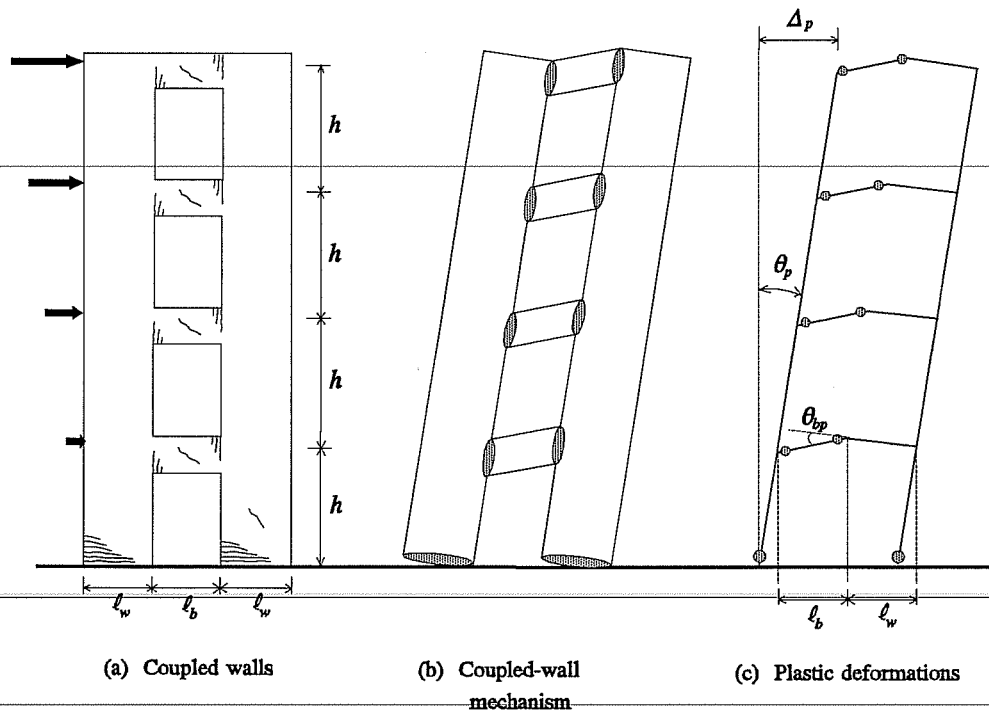 Δp
h
h
θp
h
θbp
h
ℓw ℓb ℓw
ℓb ℓw
(a) Coupled walls
(b) Coupled-wall
mechanism
(c) Plastic deformations